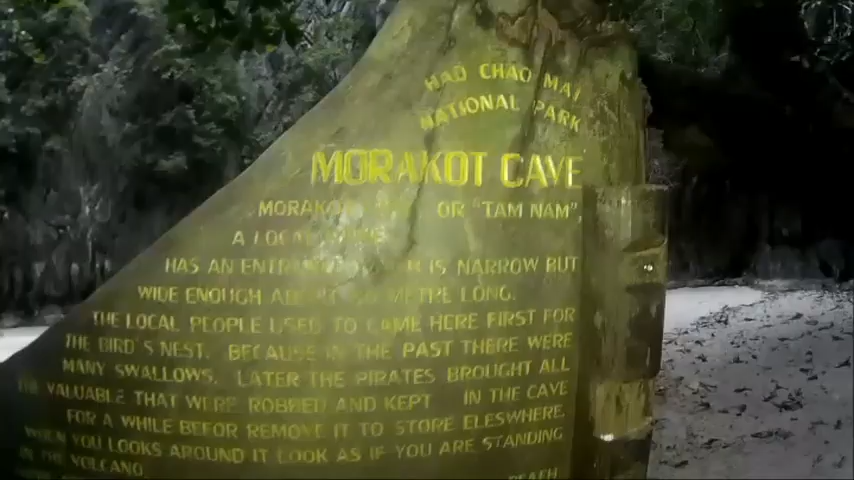 HAD CHAO MAI
NATIONAL PARK
MORAKOT CAVE
MORAKOT OR "TAM NAM",
A LOCAL
HAS AN IS NARROW BUT
WIDE ENOUGH METRE LONG.
THE LOCAL PEOPLE USED TO CAME HERE FIRST FOR
THE BIRD'S NEST. BECAUSE IN THE PAST THERE WERE
MANY SWALLOWS. LATER THE PIRATES BROUGHT ALL
VALUABLE THAT WERE ROBBED AND KEPT IN THE CAVE
FOR A WHILE BEFOR REMOVE IT TO STORE ELESWHERE.
WHEN YOU LOOKS AROUND IT LOOK AS IF YOU ARE STANDING
IN THE VOLCANO